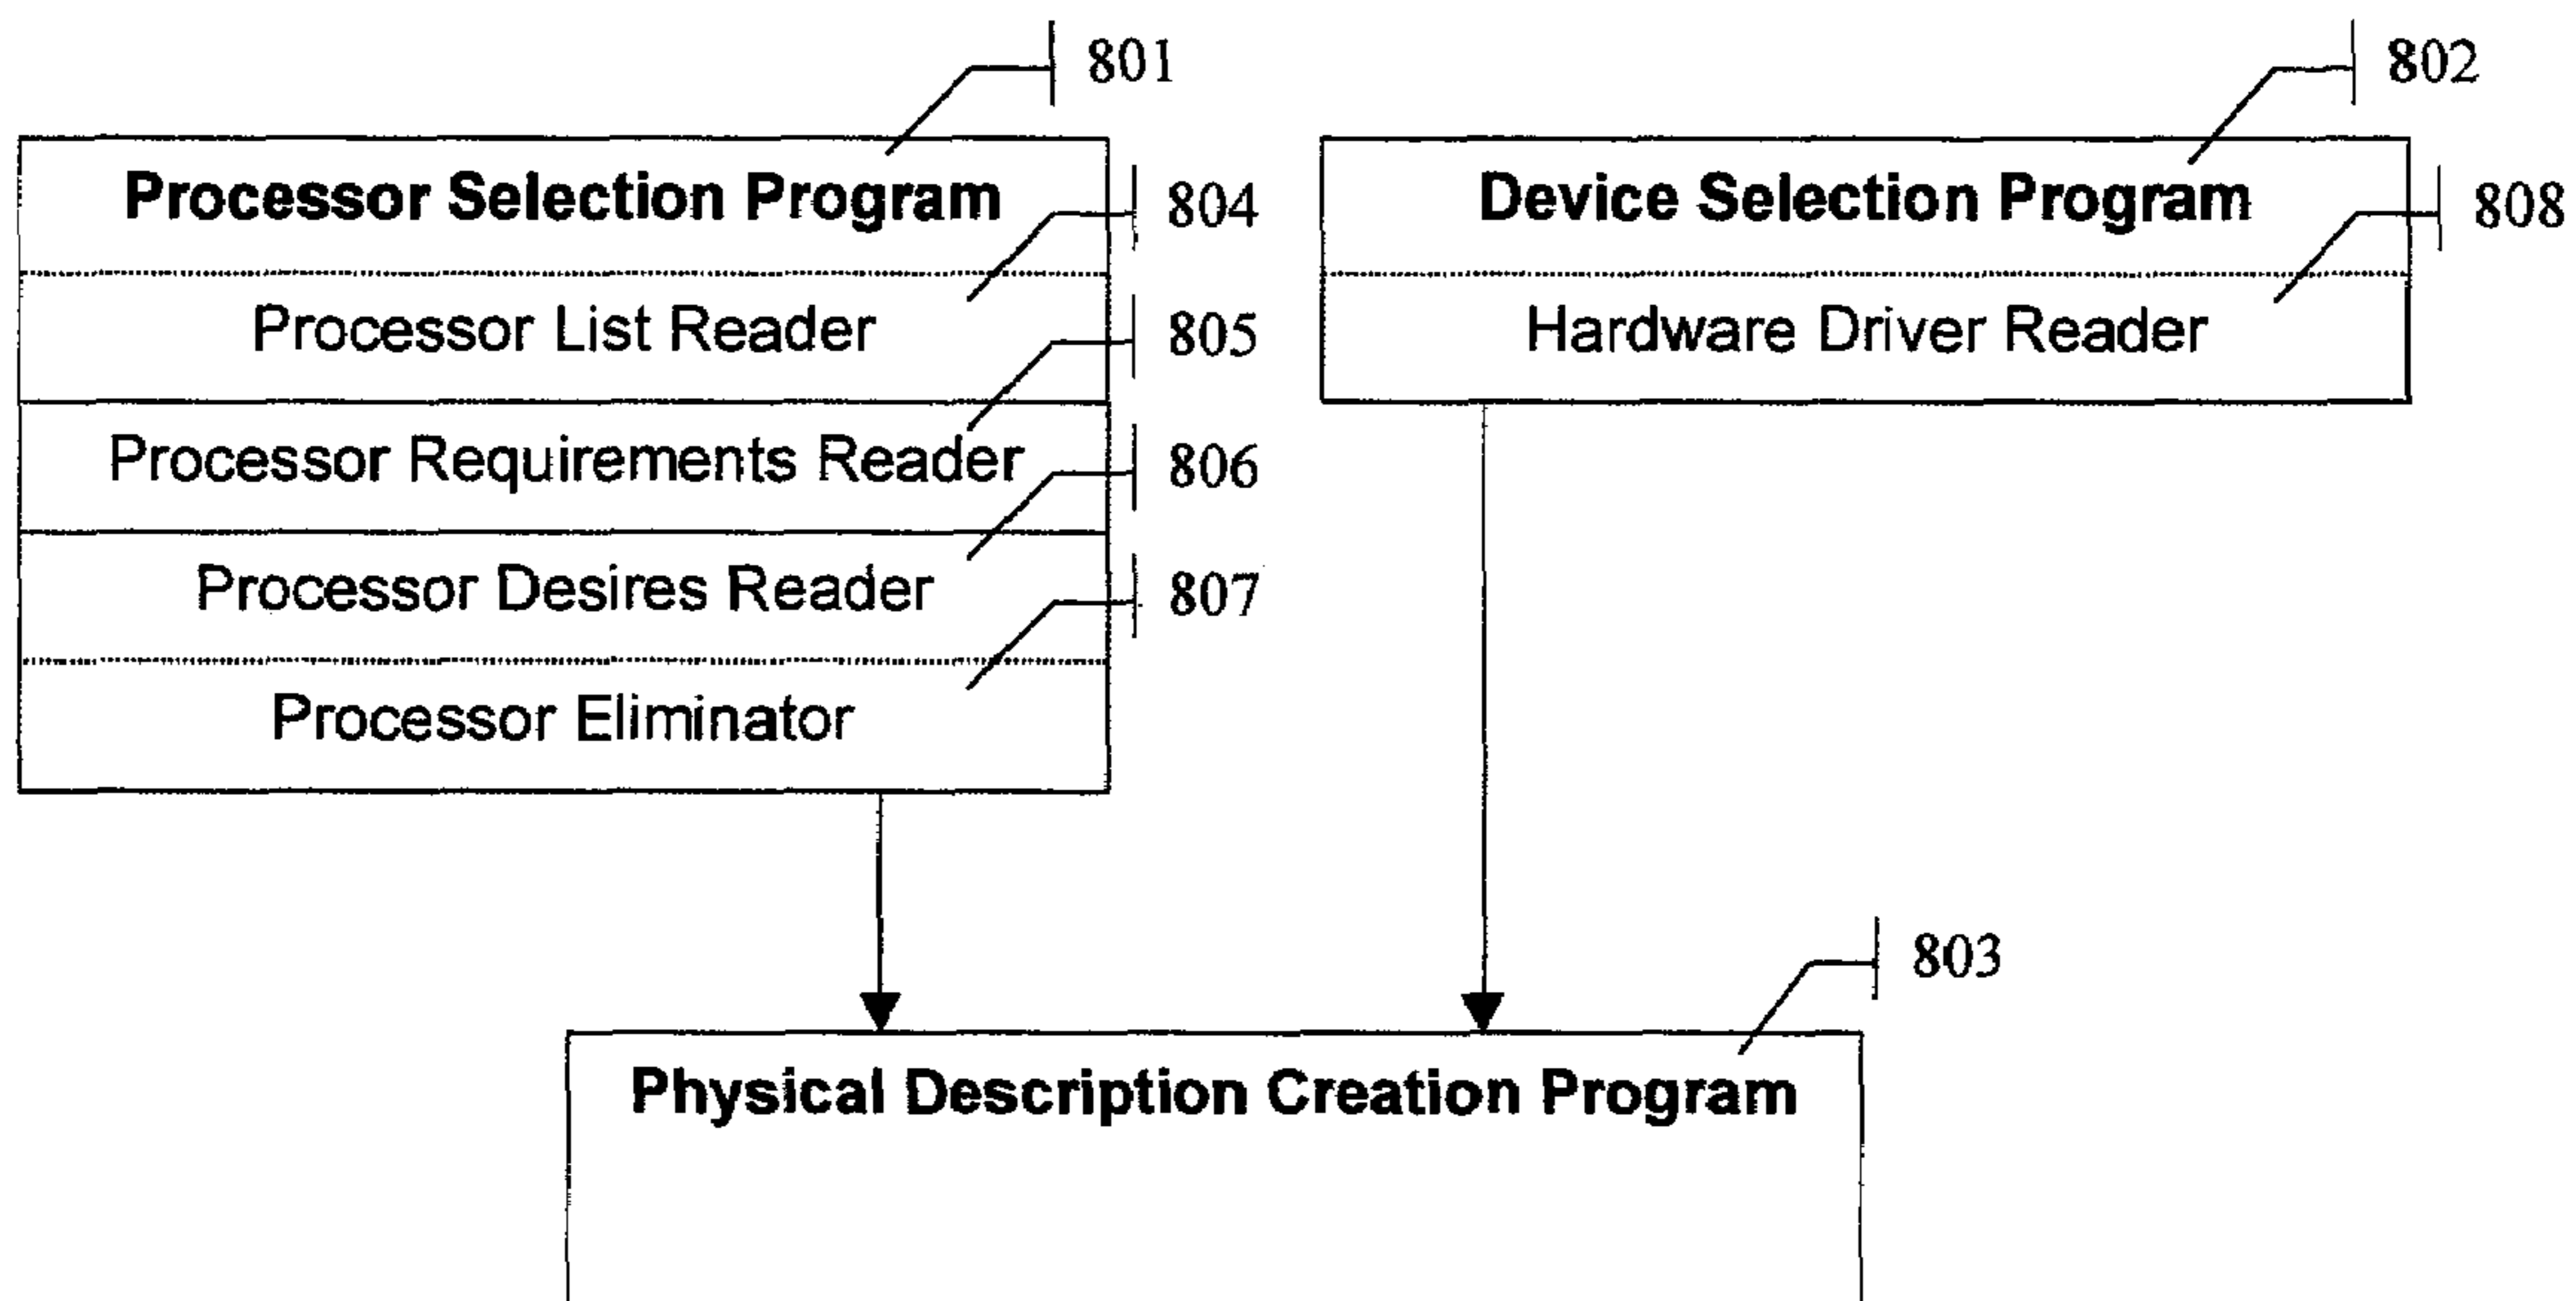 801
802
Processor Selection Program
804
Device Selection Program
808
Processor List Reader
805
Hardware Driver Reader
Processor Requirements Reader
806
Processor Desires Reader
807
Processor Eliminator
803
Physical Description Creation Program